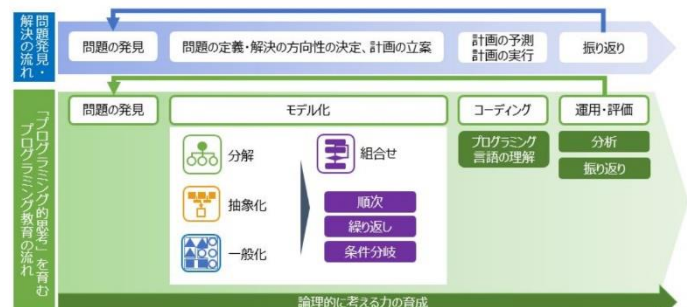 問題発見・
解決の流れ
問題の発見
問題の定義・解決の方向性の決定、計画の立案
計画の予測
計画の実行
振り返り
「プログラミング的思考」を育む
プログラミング教育の流れ
問題の発見
モデル化
コーディング
運用・評価
分解
抽象化
一般化
組合せ
順次
繰り返し
条件分岐
プログラミング
言語の理解
分析
振り返り
論理的に考える力の育成